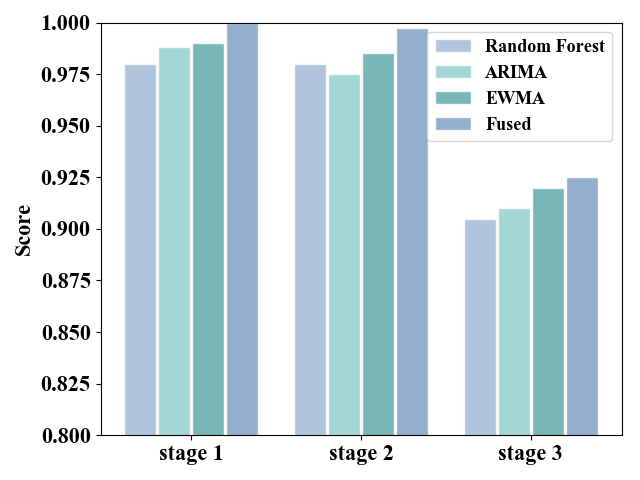 1.000
0.975
0.950
0.925
0.900
0.875
0.850
0.825
0.800
Score
stage 1
stage 2
stage 3
Random Forest
ARIMA
EWMA
Fused